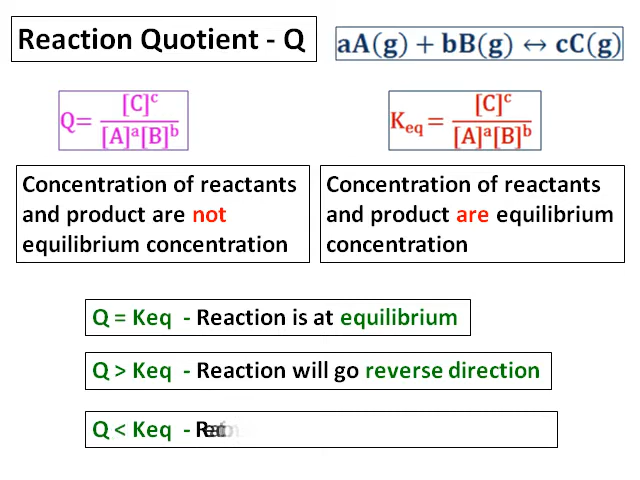 Reaction Quotient - Q
aA(g) + bB(g) ↔ cC(g)
Q= [C]ᶜ / [A]ᵃ[B]ᵇ
Keq = [C]ᶜ / [A]ᵃ[B]ᵇ
Concentration of reactants
and product are not
equilibrium concentration
Concentration of reactants
and product are equilibrium
concentration
Q = Keq - Reaction is at equilibrium
Q > Keq - Reaction will go reverse direction
Q < Keq -